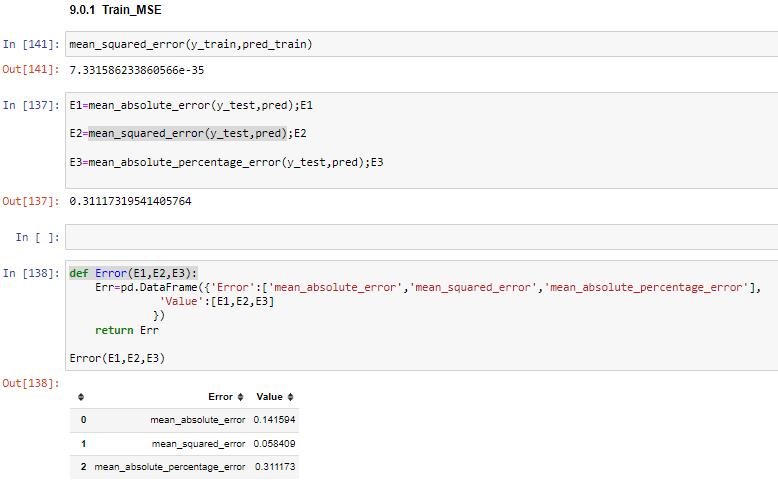 9.0.1 Train_MSE
In [141]: mean_squared_error(y_train,pred_train)
Out[141]: 7.331586233860566e-35
In [137]: E1=mean_absolute_error(y_test,pred);E1
E2=mean_squared_error(y_test,pred);E2
E3=mean_absolute_percentage_error(y_test,pred);E3
Out[137]: 0.31117319541405764
In [ ]:
In [138]: def Error(E1,E2,E3):
Err=pd.DataFrame({'Error':['mean_absolute_error','mean_squared_error','mean_absolute_percentage_error'],
'Value':[E1,E2,E3]
})
return Err
Error(E1,E2,E3)
Out[138]:
Error Value
0 mean_absolute_error 0.141594
1 mean_squared_error 0.058409
2 mean_absolute_percentage_error 0.311173